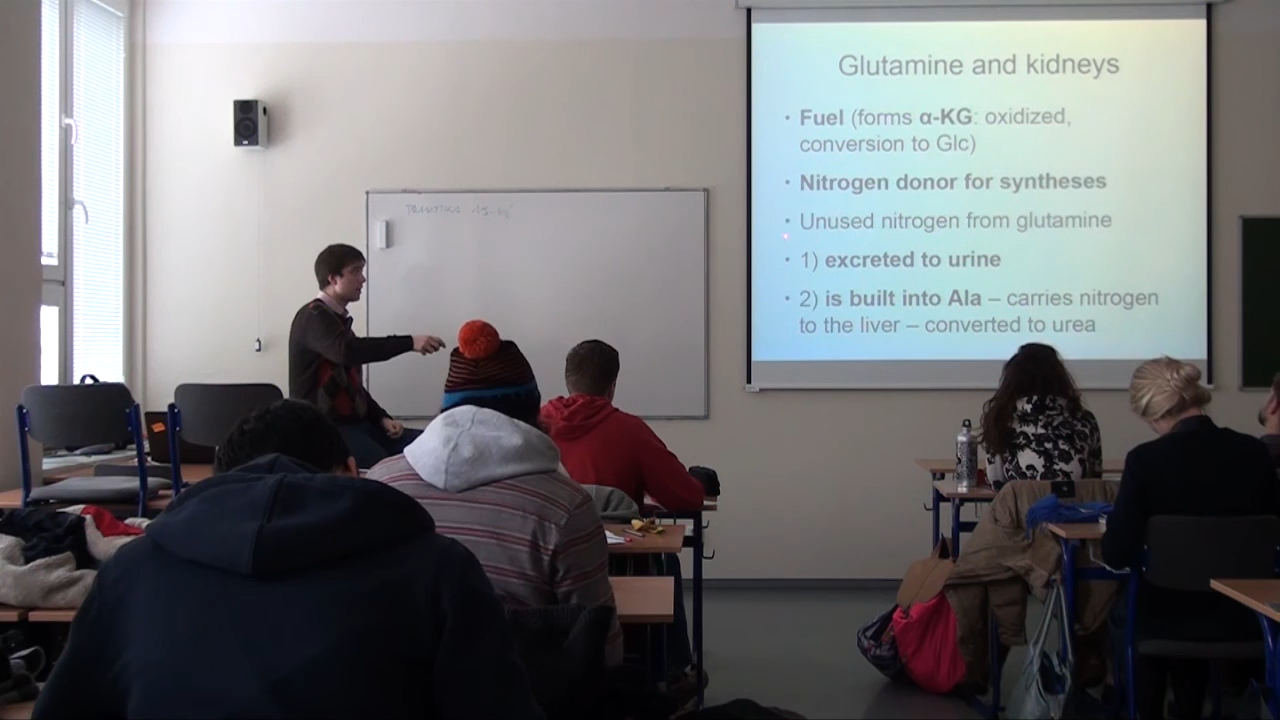 Glutamine and kidneys
• Fuel (forms α-KG: oxidized,
conversion to Glc)
• Nitrogen donor for syntheses
• Unused nitrogen from glutamine
• 1) excreted to urine
• 2) is built into Ala – carries nitrogen
to the liver – converted to urea